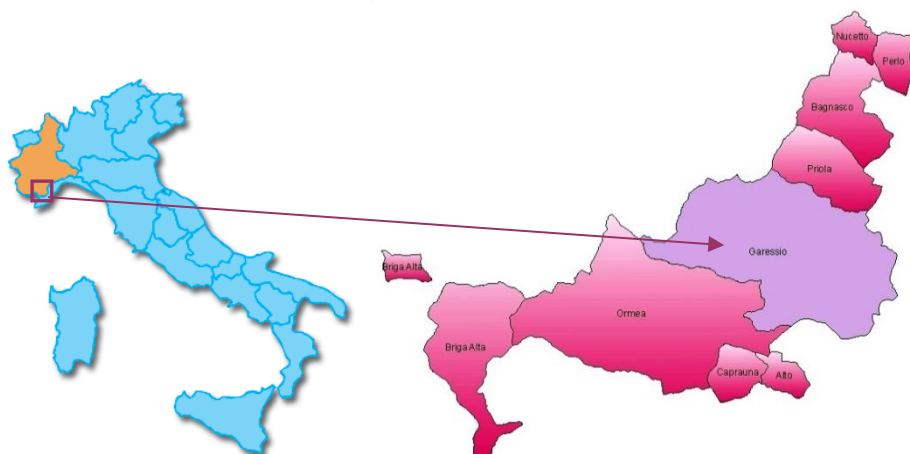 Nucetto
Perlo
Bagnasco
Priola
Garessio
Briga Alta
Ormea
Briga Alta
Caprauna
Alto